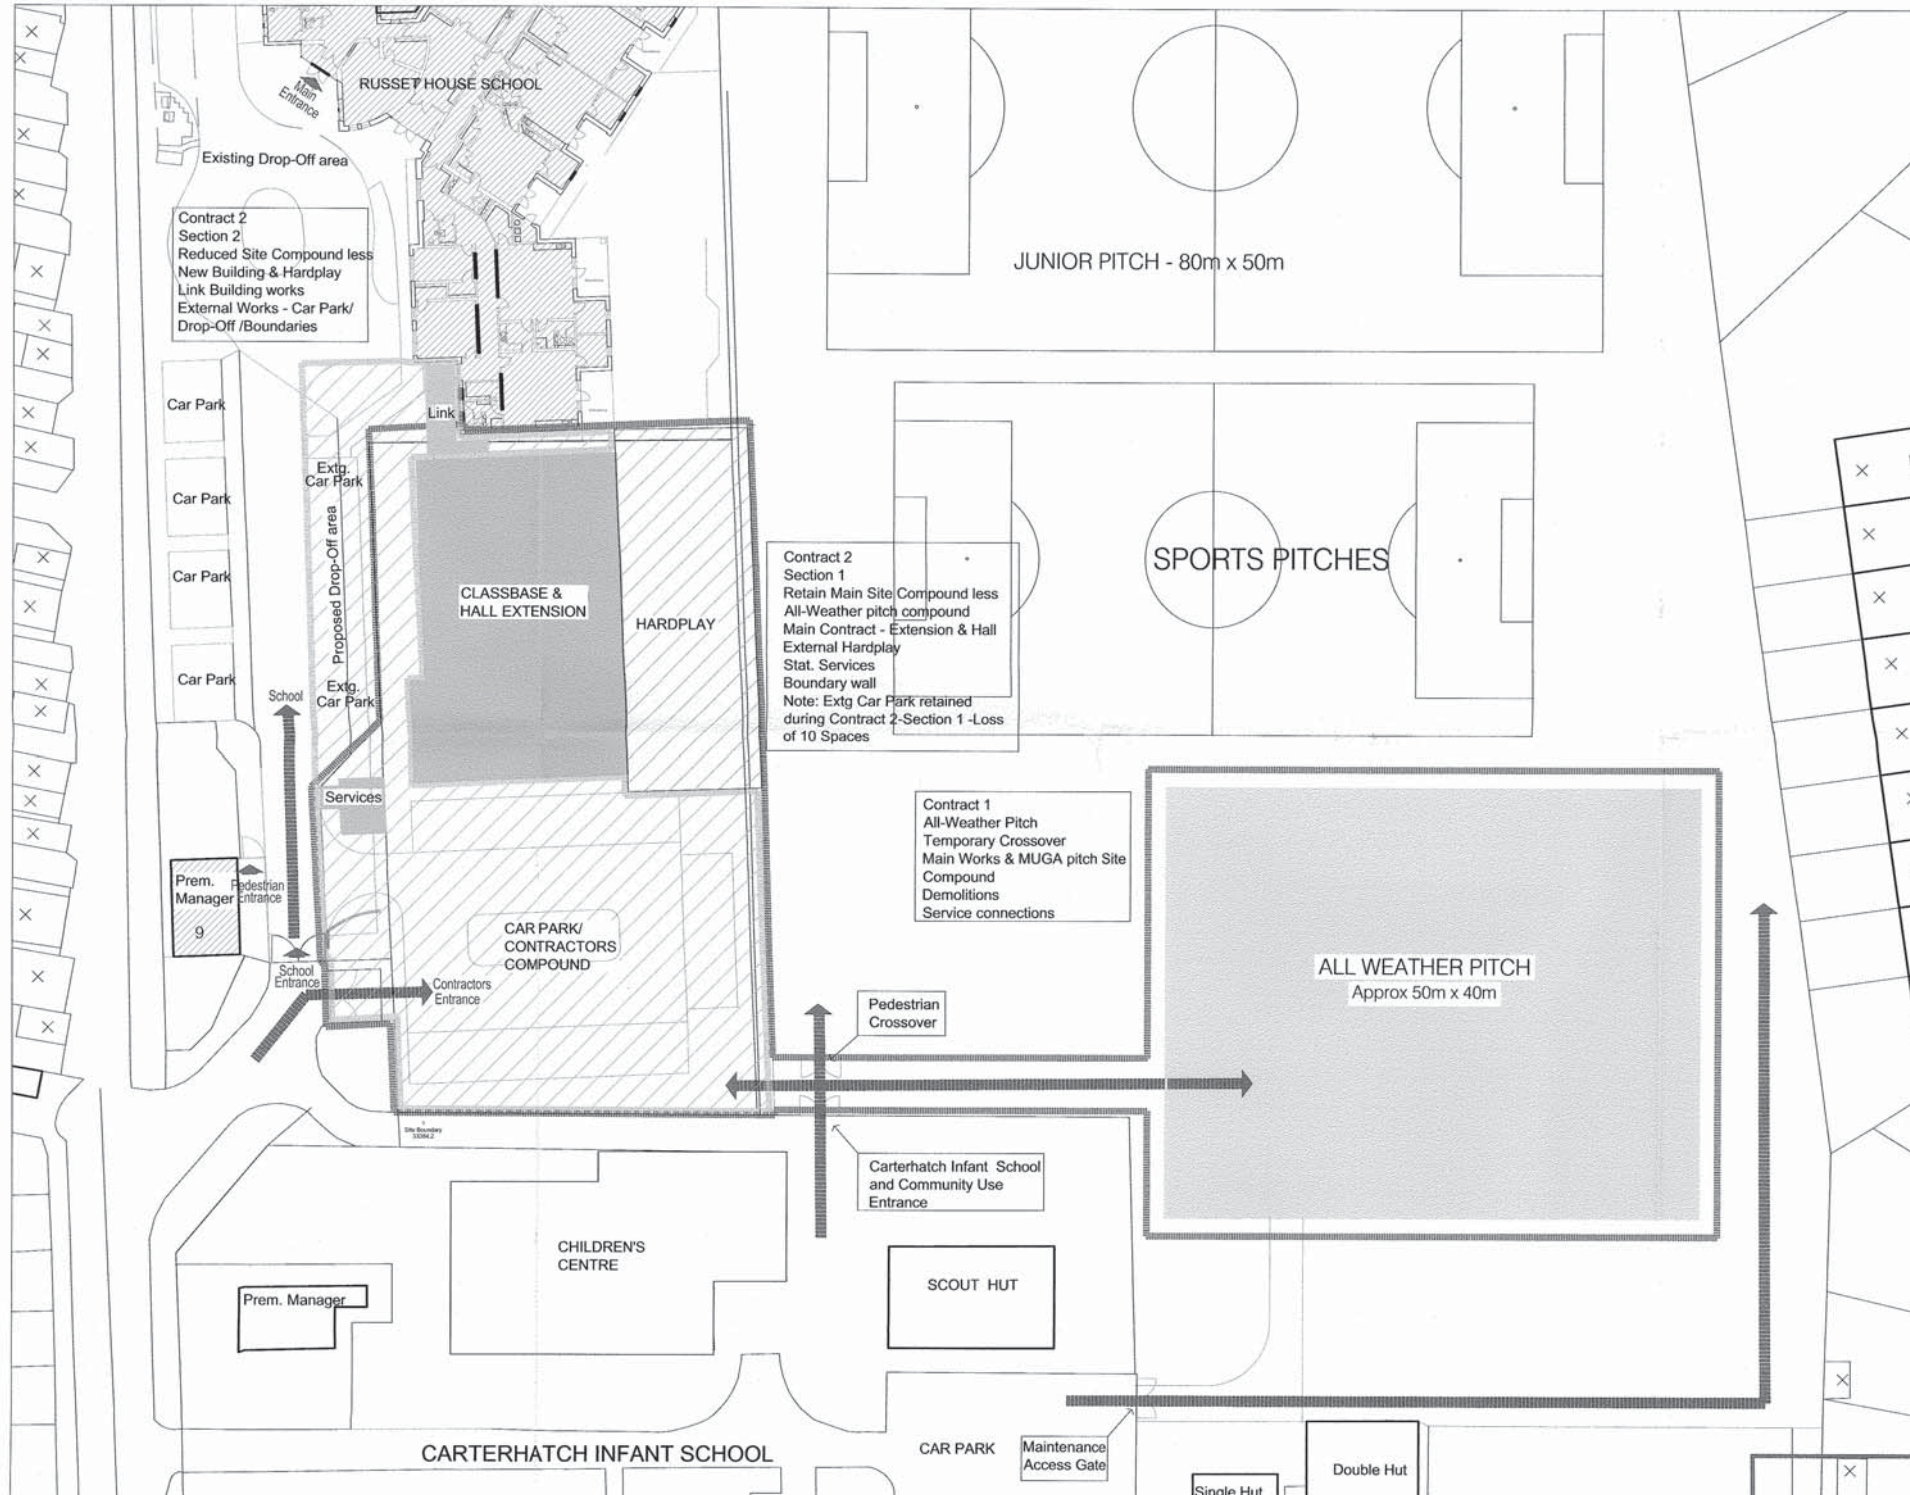 RUSSET HOUSE SCHOOL
Main
Entrance
Existing Drop-Off area
Contract 2
Section 2
Reduced Site Compound less
New Building & Hardplay
Link Building works
External Works - Car Park/
Drop-Off /Boundaries
JUNIOR PITCH - 80m x 50m
Car Park
Link
Extg.
Car Park
Car Park
Proposed Drop-Off area
Car Park
Car Park
Extg.
Car Park
School
CLASSBASE &
HALL EXTENSION
HARDPLAY
Contract 2
Section 1
Retain Main Site Compound less
All-Weather pitch compound
Main Contract - Extension & Hall
External Hardplay
Stat. Services
Boundary wall
Note: Extg Car Park retained
during Contract 2-Section 1 -Loss
of 10 Spaces
SPORTS PITCHES
Services
Contract 1
All-Weather Pitch
Temporary Crossover
Main Works & MUGA pitch Site
Compound
Demolitions
Service connections
Prem.
Manager
9
Pedestrian
Entrance
CAR PARK/
CONTRACTORS
COMPOUND
School
Entrance
Contractors
Entrance
ALL WEATHER PITCH
Approx 50m x 40m
Pedestrian
Crossover
Site Boundary
Carterhatch Infant School
and Community Use
Entrance
CHILDREN'S
CENTRE
SCOUT HUT
Prem. Manager
CARTERHATCH INFANT SCHOOL
CAR PARK
Maintenance
Access Gate
Double Hut
Single Hut